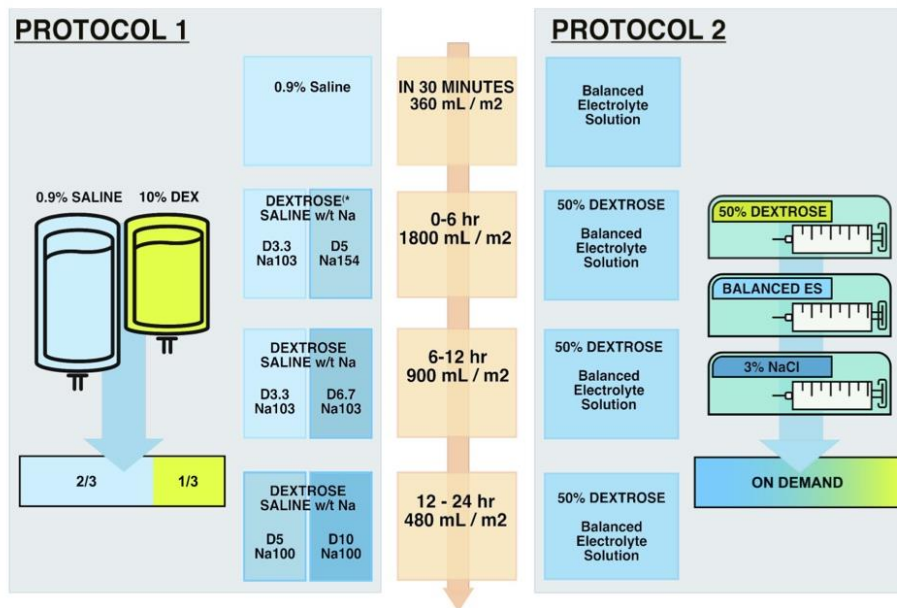 PROTOCOL 1
PROTOCOL 2
0.9% Saline
IN 30 MINUTES
360 mL / m2
Balanced
Electrolyte
Solution
0.9% SALINE
10% DEX
DEXTROSE(*
SALINE w/t Na
D3.3
Na103
D5
Na154
0-6 hr
1800 mL / m2
50% DEXTROSE
Balanced
Electrolyte
Solution
50% DEXTROSE
BALANCED ES
3% NaCl
DEXTROSE
SALINE w/t Na
D3.3
Na103
D6.7
Na103
6-12 hr
900 mL / m2
50% DEXTROSE
Balanced
Electrolyte
Solution
2/3
1/3
DEXTROSE
SALINE w/t Na
D5
Na100
D10
Na100
12 - 24 hr
480 mL / m2
50% DEXTROSE
Balanced
Electrolyte
Solution
ON DEMAND